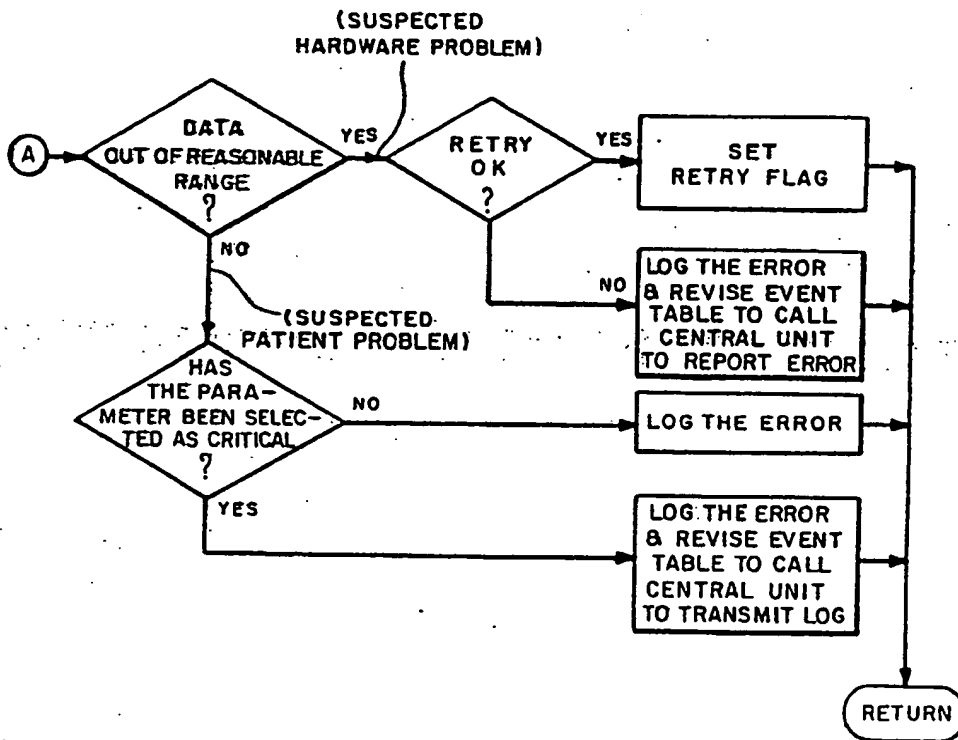 (SUSPECTED
HARDWARE PROBLEM)
A
DATA
OUT OF REASONABLE
RANGE
?
YES
RETRY
OK
?
YES
SET
RETRY FLAG
NO
NO
LOG THE ERROR
& REVISE EVENT
TABLE TO CALL
CENTRAL UNIT
TO REPORT ERROR
(SUSPECTED
PATIENT PROBLEM)
HAS
THE PARA-
METER BEEN SELEC-
TED AS CRITICAL
?
NO
LOG THE ERROR
YES
LOG THE ERROR
& REVISE EVENT
TABLE TO CALL
CENTRAL UNIT
TO TRANSMIT LOG
RETURN